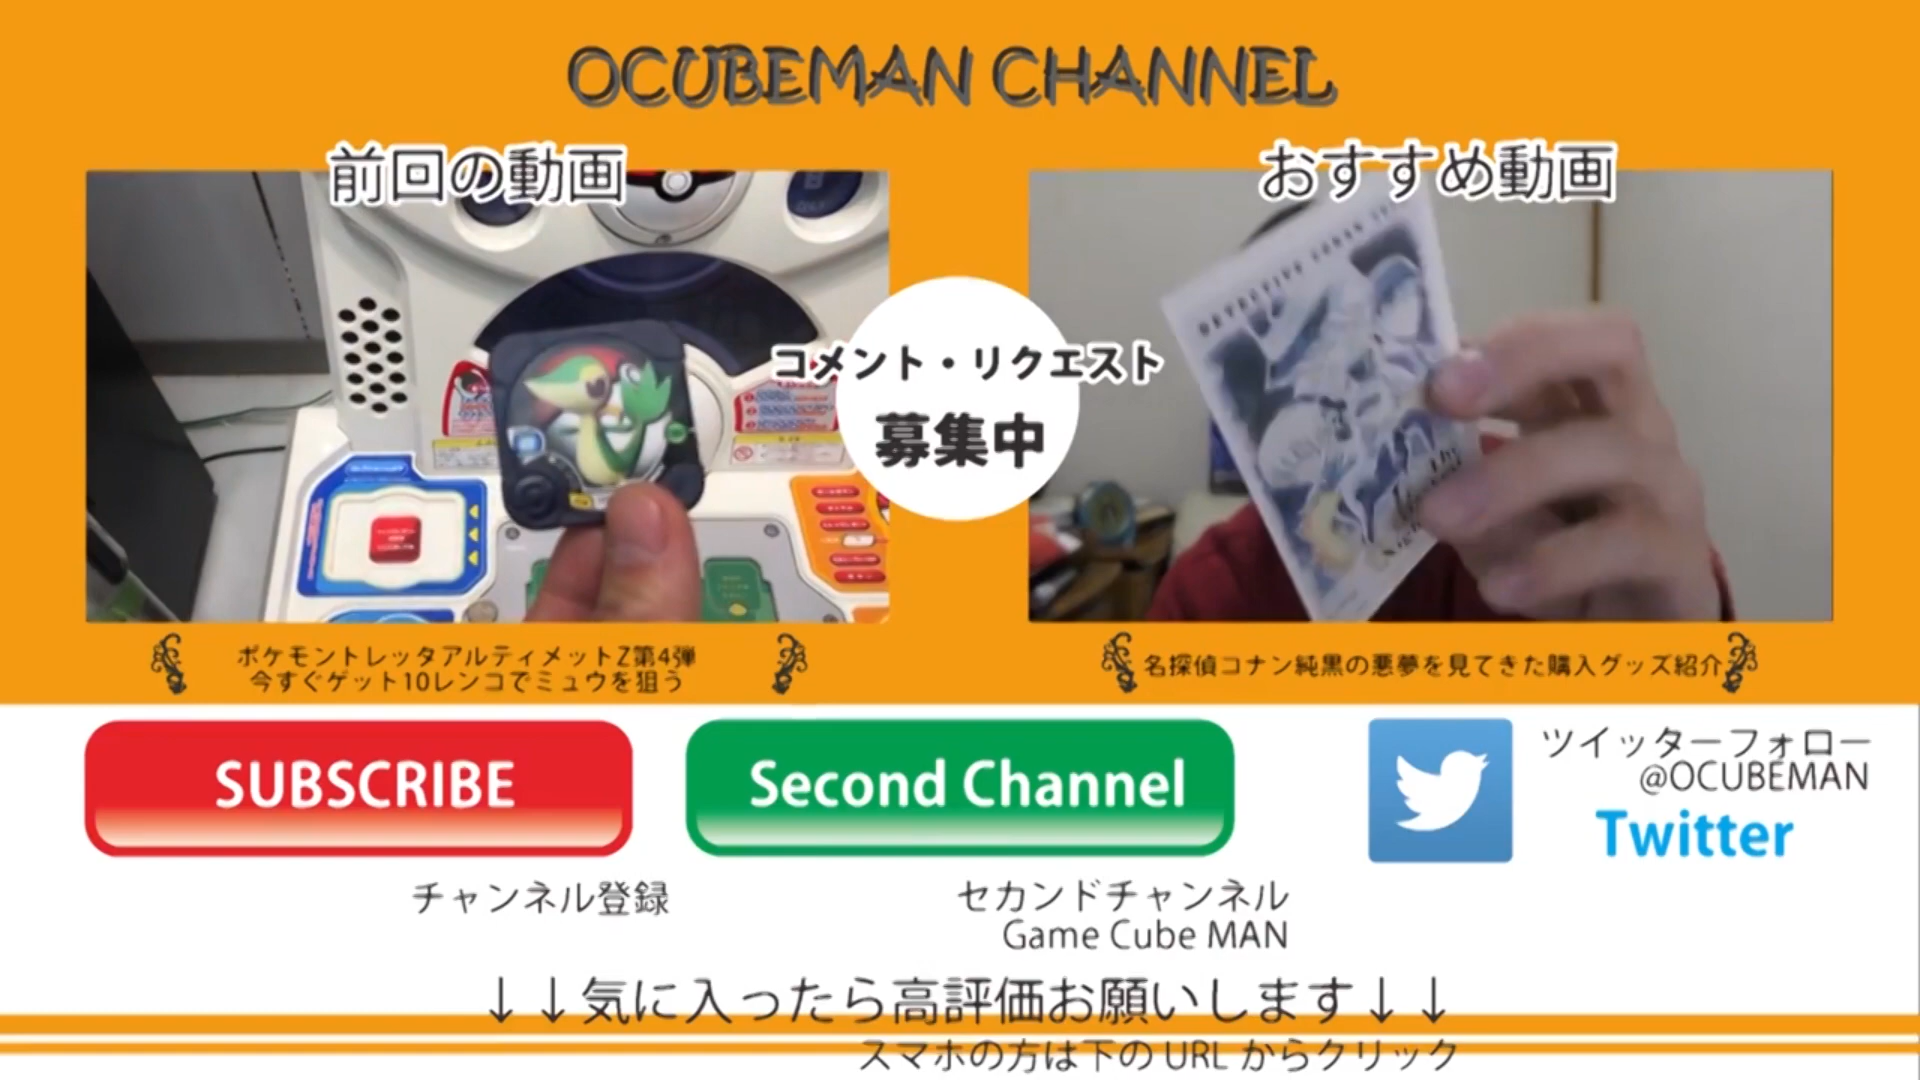 OCUBEMAN CHANNEL
前回の動画
おすすめ動画
コメント・リクエスト
募集中
ポケモントレッタアルティメットZ第4弾
今すぐゲット10レンコでミュウを狙う
名探偵コナン純黒の悪夢を見てきた購入グッズ紹介
SUBSCRIBE
Second Channel
ツイッターフォロー
@OCUBEMAN
Twitter
チャンネル登録
セカンドチャンネル
Game Cube MAN
↓↓気に入ったら高評価お願いします↓↓
スマホの方は下のURLからクリック